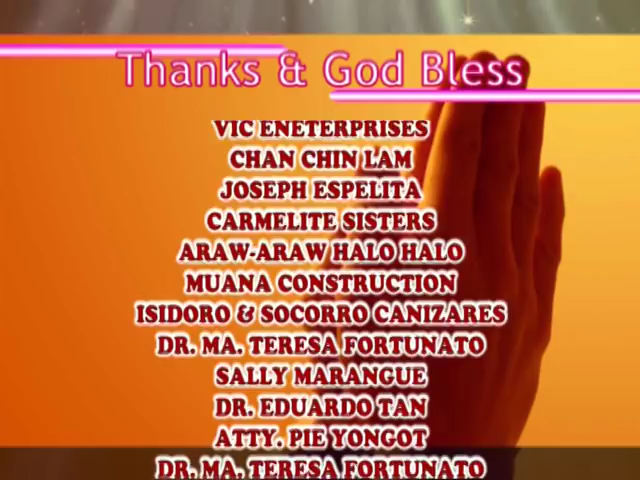 Thanks & God Bless
VIC ENETERPRISES
CHAN CHIN LAM
JOSEPH ESPELITA
CARMELITE SISTERS
ARAW-ARAW HALO HALO
MUANA CONSTRUCTION
ISIDORO & SOCORRO CANIZARES
DR. MA. TERESA FORTUNATO
SALLY MARANGUE
DR. EDUARDO TAN
ATTY. PIE YONGOT
DR. MA. TERESA FORTUNATO